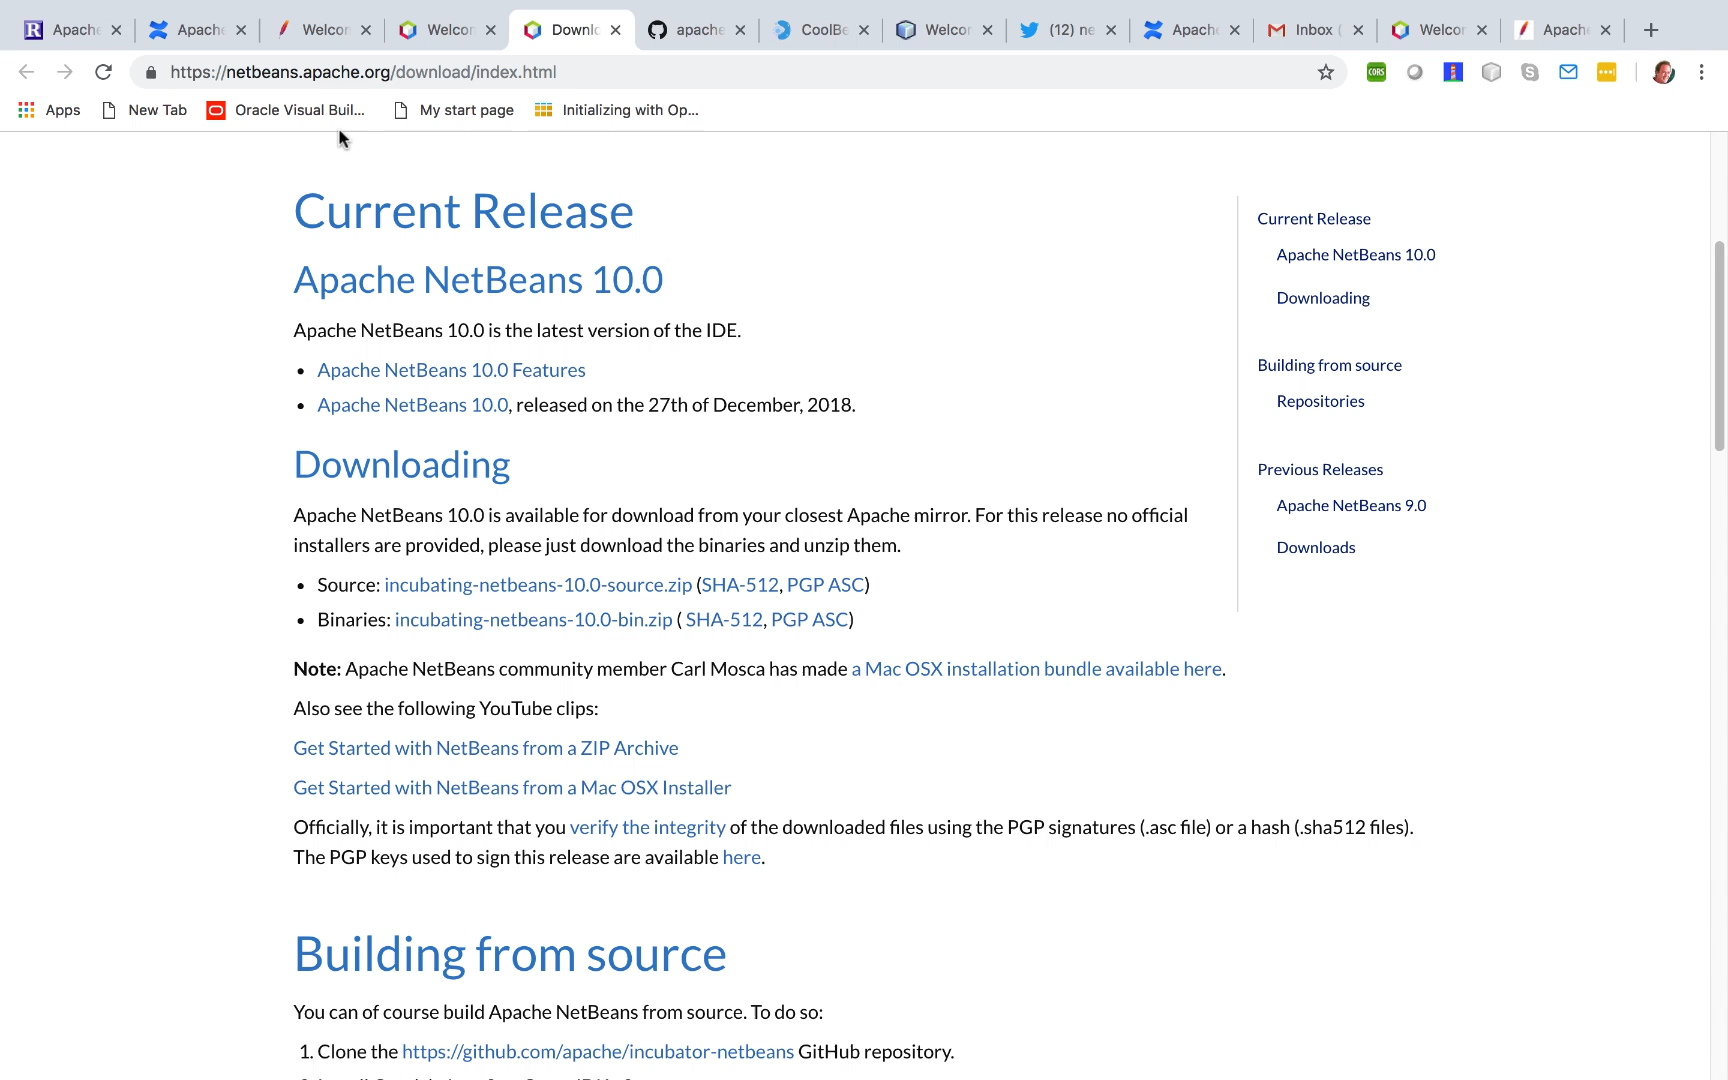 Apache
Apache
Welcon
Welcon
Downlo
apache
CoolBe
Welcon
(12) ne
Apach
Inbox (
Welcor
Apach
https://netbeans.apache.org/download/index.html
CORS
Apps
New Tab
Oracle Visual Buil...
My start page
Initializing with Op...
Current Release
Apache NetBeans 10.0
Apache NetBeans 10.0 is the latest version of the IDE.
• Apache NetBeans 10.0 Features
• Apache NetBeans 10.0, released on the 27th of December, 2018.
Downloading
Apache NetBeans 10.0 is available for download from your closest Apache mirror. For this release no official
installers are provided, please just download the binaries and unzip them.
• Source: incubating-netbeans-10.0-source.zip (SHA-512, PGP ASC)
• Binaries: incubating-netbeans-10.0-bin.zip ( SHA-512, PGP ASC)
Note: Apache NetBeans community member Carl Mosca has made a Mac OSX installation bundle available here.
Also see the following YouTube clips:
Get Started with NetBeans from a ZIP Archive
Get Started with NetBeans from a Mac OSX Installer
Officially, it is important that you verify the integrity of the downloaded files using the PGP signatures (.asc file) or a hash (.sha512 files).
The PGP keys used to sign this release are available here.
Building from source
You can of course build Apache NetBeans from source. To do so:
1. Clone the https://github.com/apache/incubator-netbeans GitHub repository.
Current Release
Apache NetBeans 10.0
Downloading
Building from source
Repositories
Previous Releases
Apache NetBeans 9.0
Downloads